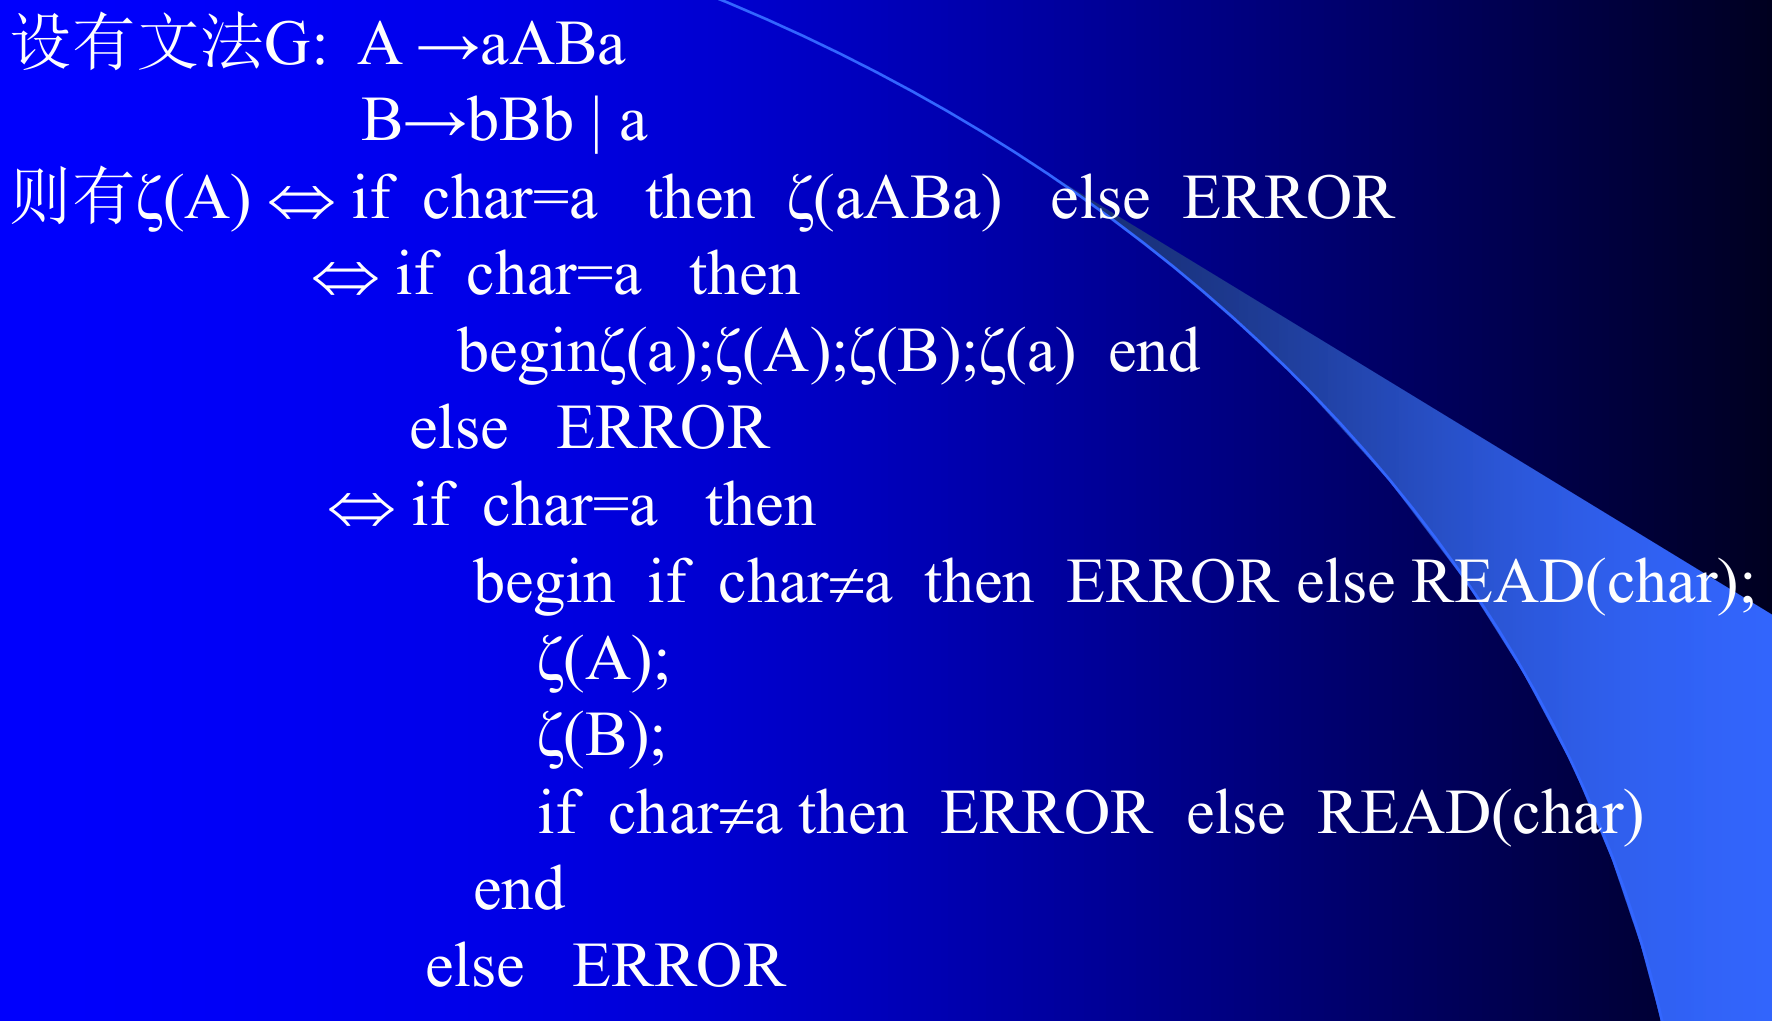 设有文法G: A →aABa
B→bBb | a
则有ζ(A) ⇔ if char=a then ζ(aABa) else ERROR
⇔ if char=a then
beginζ(a);ζ(A);ζ(B);ζ(a) end
else ERROR
⇔ if char=a then
begin if char≠a then ERROR else READ(char);
ζ(A);
ζ(B);
if char≠a then ERROR else READ(char)
end
else ERROR